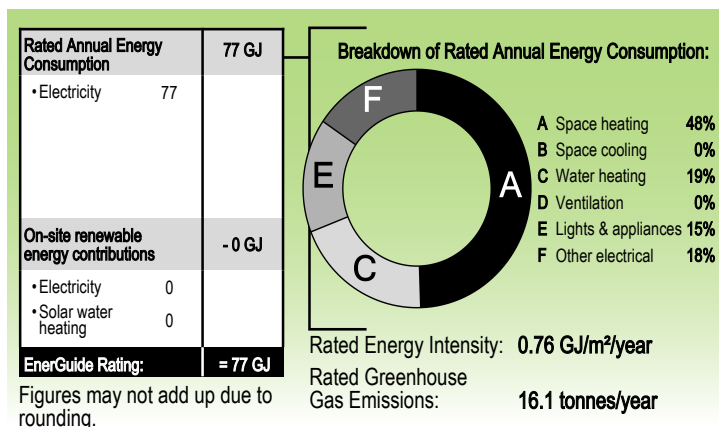 Rated Annual Energy
Consumption
77 GJ
• Electricity 77
On-site renewable
energy contributions
- 0 GJ
• Electricity 0
• Solar water
heating 0
EnerGuide Rating: = 77 GJ
Figures may not add up due to
rounding.
Breakdown of Rated Annual Energy Consumption:
F
E
A
C
A Space heating 48%
B Space cooling 0%
C Water heating 19%
D Ventilation 0%
E Lights & appliances 15%
F Other electrical 18%
Rated Energy Intensity: 0.76 GJ/m²/year
Rated Greenhouse
Gas Emissions: 16.1 tonnes/year